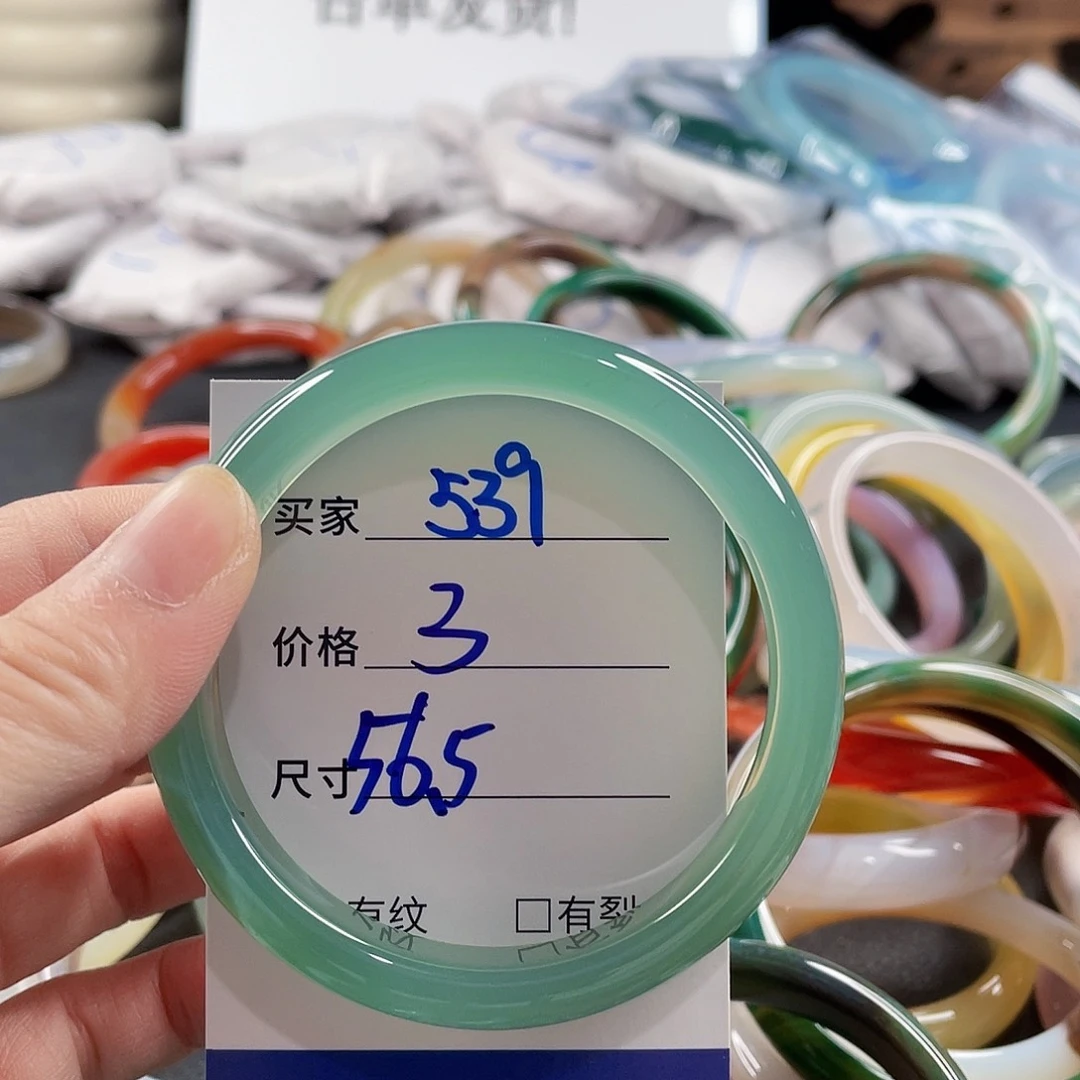 买家 539
价格 3
尺寸 56.5
有纹 □有裂